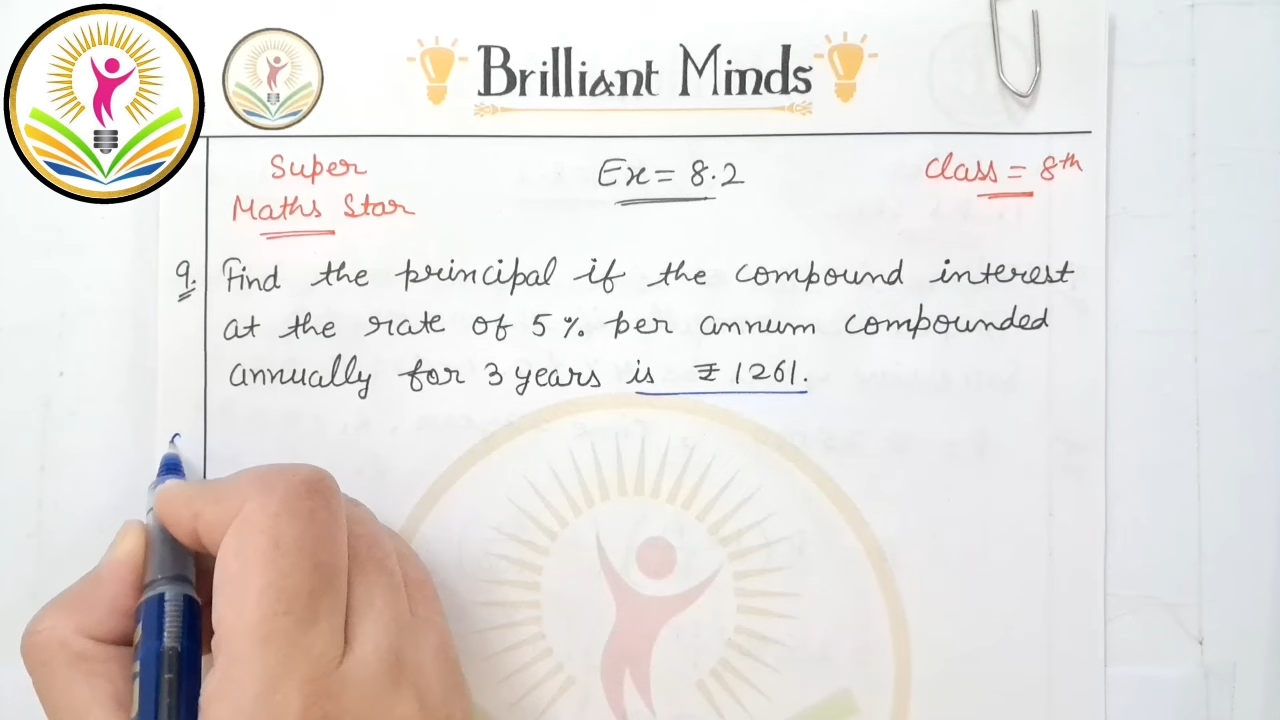 Brilliant Minds
Super
Maths Star
Ex = 8.2
Class = 8th
9. Find the principal if the compound interest
at the rate of 5 %. per annum compounded
annually for 3 years is ₹ 1261.